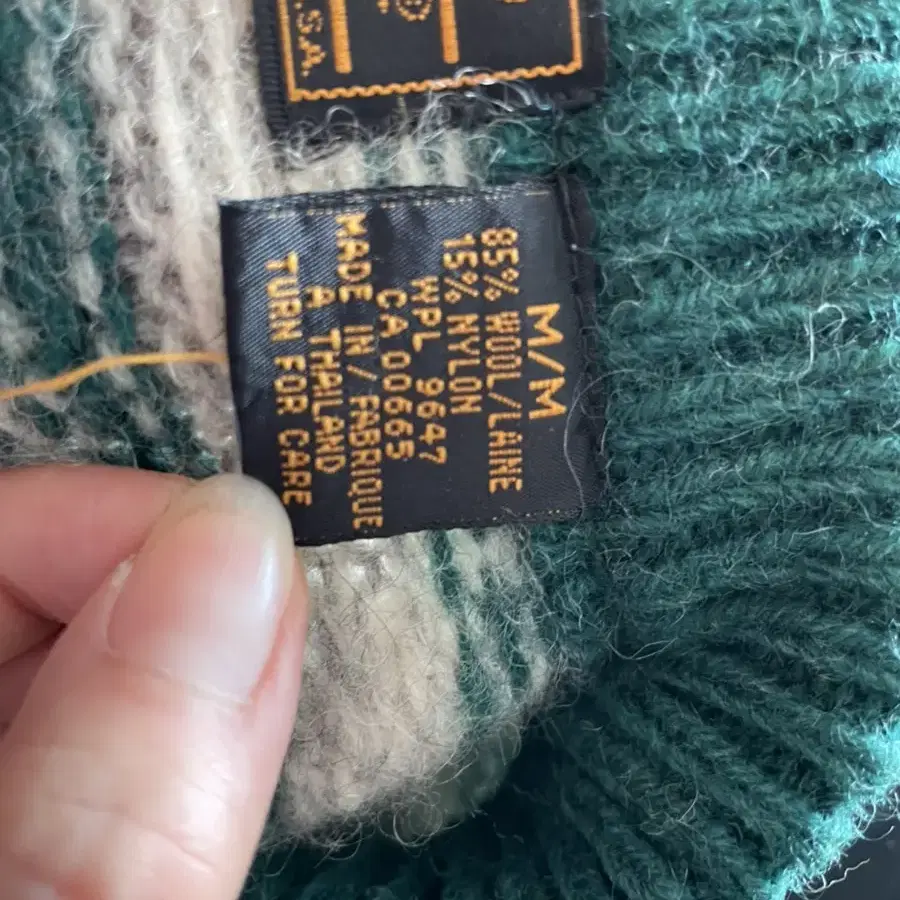 .S.A.
M/M
85% WOOL/LAINE
15% NYLON
WPL 9647
CA 00665
MADE IN/FABRIQUE
A THAILAND
TURN FOR CARE